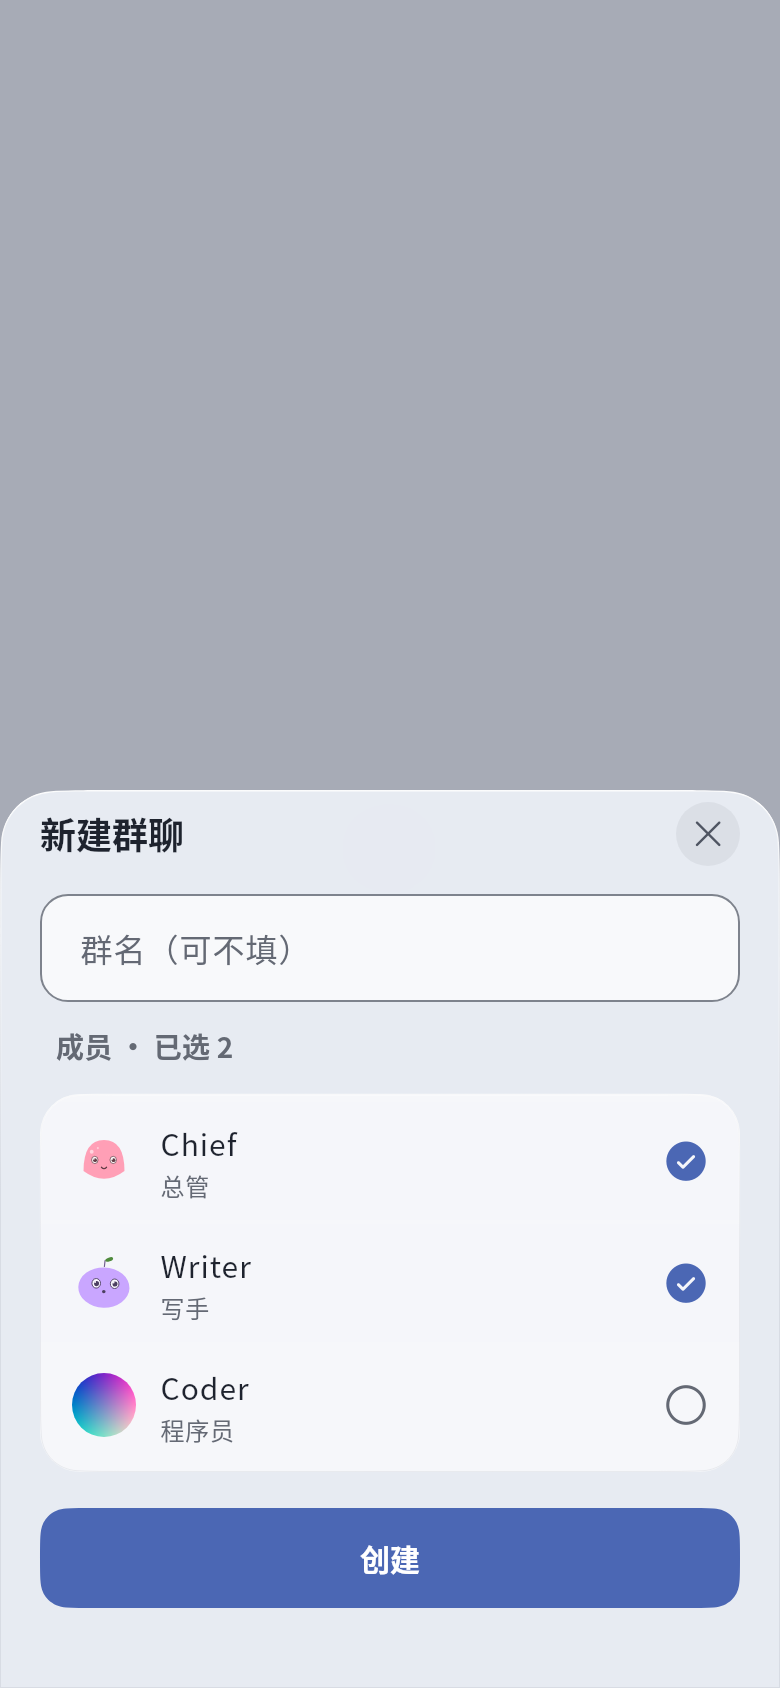 新建群聊
群名（可不填）
成员 · 已选 2
Chief
总管
Writer
写手
Coder
程序员
创建